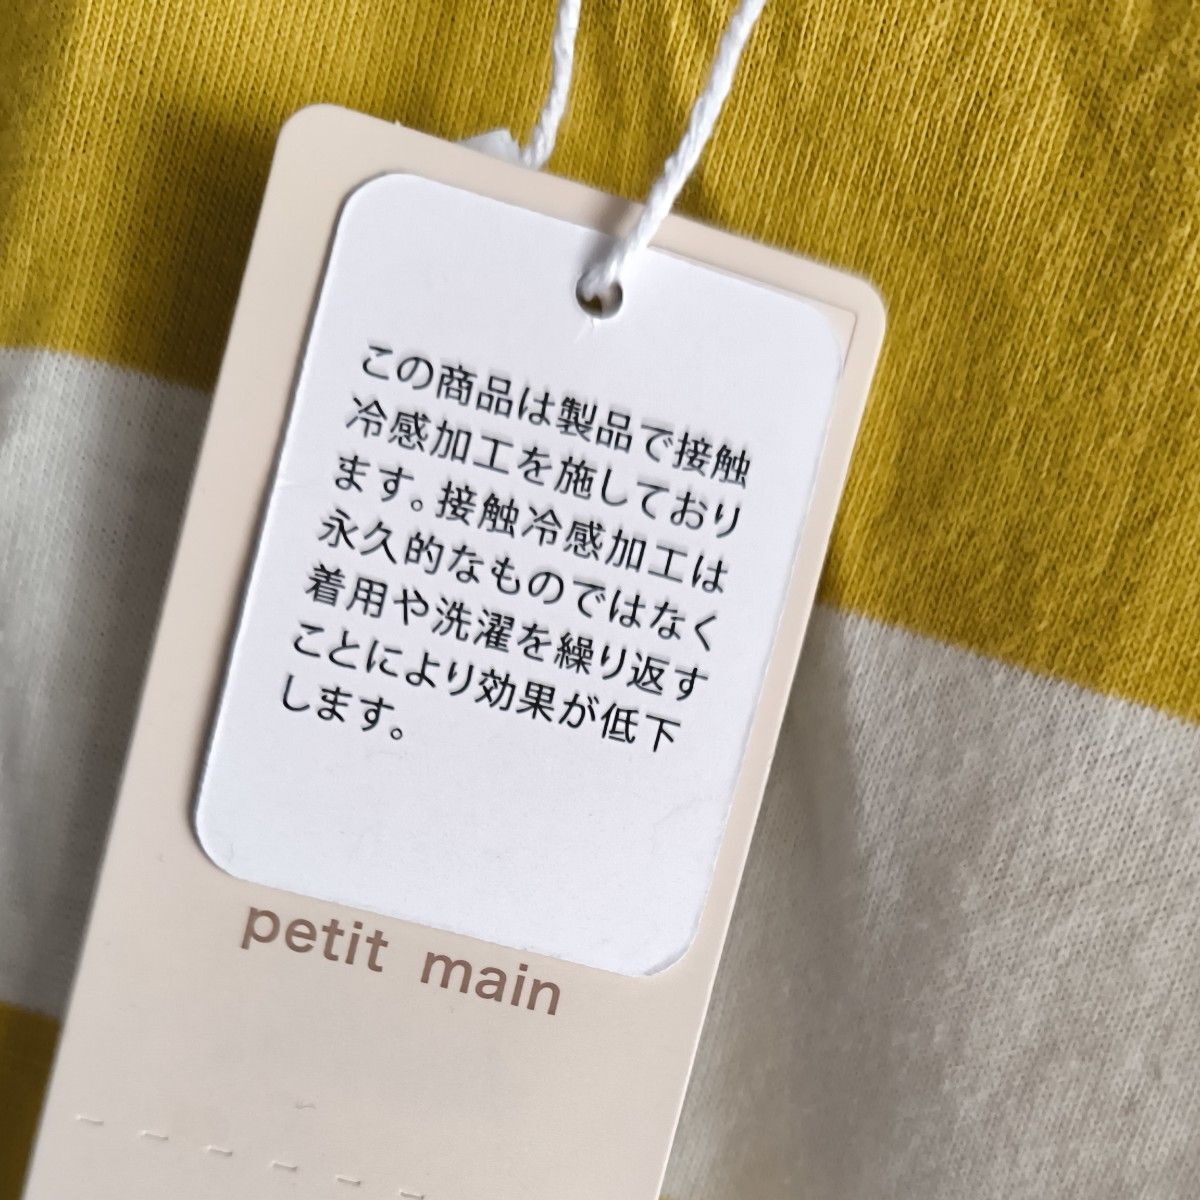 この商品は製品で接触
冷感加工を施しており
ます。接触冷感加工は
永久的なものではなく
着用や洗濯を繰り返す
ことにより効果が低下
します。
petit main